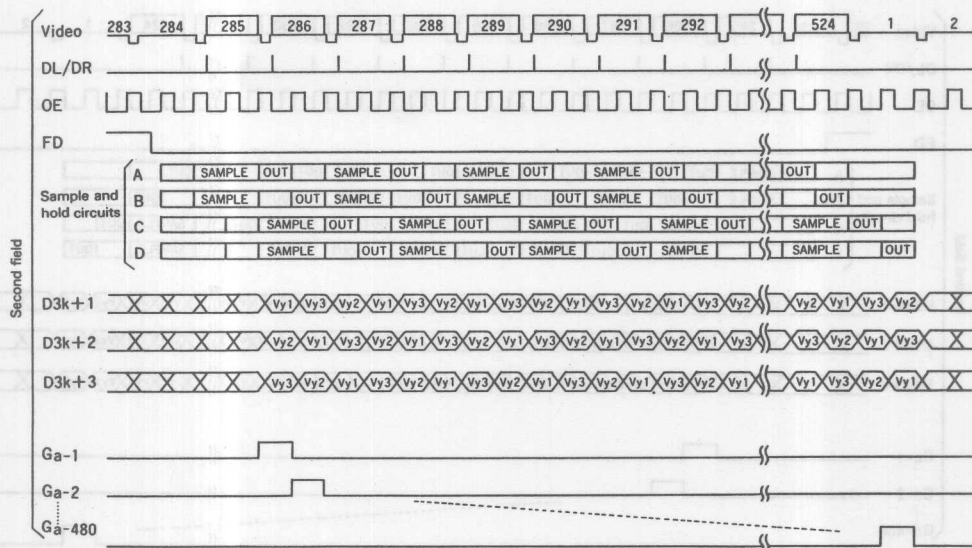 Video 283 284 285 286 287 288 289 290 291 292 524 1 2
DL/DR
OE
FD
A SAMPLE OUT SAMPLE OUT SAMPLE OUT SAMPLE OUT OUT
Sample and hold circuits
B SAMPLE OUT SAMPLE OUT SAMPLE OUT SAMPLE OUT OUT
C SAMPLE OUT SAMPLE OUT SAMPLE OUT SAMPLE OUT SAMPLE OUT
D SAMPLE OUT SAMPLE OUT SAMPLE OUT SAMPLE SAMPLE OUT
Second field
D3k+1 Vy1 Vy3 Vy2 Vy1 Vy3 Vy2 Vy1 Vy3 Vy2 Vy1 Vy3 Vy2 Vy1 Vy3 Vy2 Vy2 Vy1 Vy3 Vy2
D3k+2 Vy2 Vy1 Vy3 Vy2 Vy1 Vy3 Vy2 Vy1 Vy3 Vy2 Vy1 Vy3 Vy2 Vy1 Vy3 Vy3 Vy2 Vy1 Vy3
D3k+3 Vy3 Vy2 Vy1 Vy3 Vy2 Vy1 Vy3 Vy2 Vy1 Vy3 Vy2 Vy1 Vy3 Vy2 Vy1 Vy1 Vy3 Vy2 Vy1
Ga-1
Ga-2
Ga-480